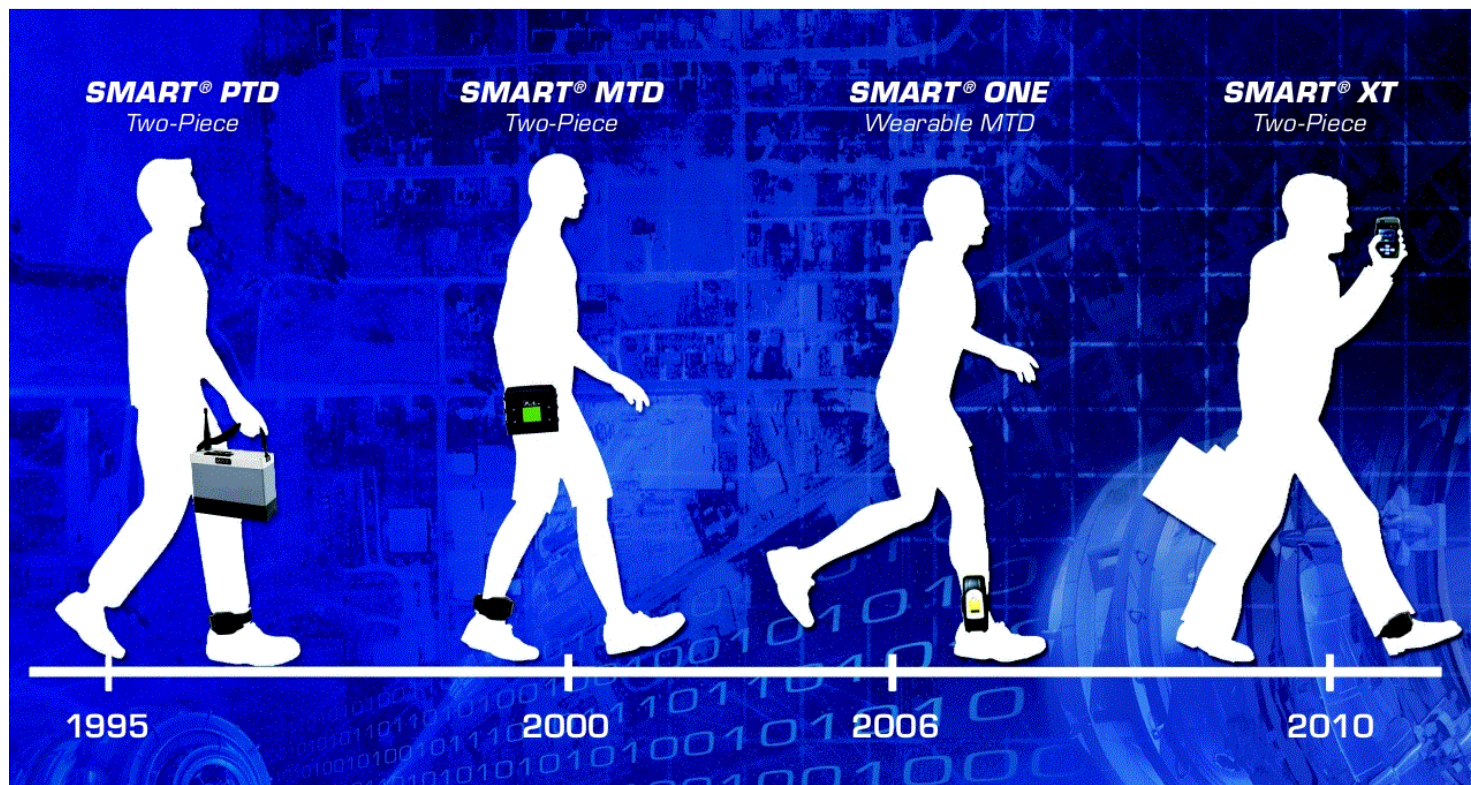 SMART® PTD
Two-Piece
SMART® MTD
Two-Piece
SMART® ONE
Wearable MTD
SMART® XT
Two-Piece
1995
2000
2006
2010